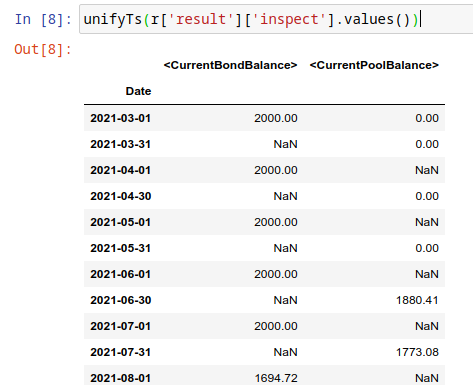 In [8]: unifyTs(r['result']['inspect'].values())
Out[8]:
<CurrentBondBalance> <CurrentPoolBalance>
Date
2021-03-01 2000.00 0.00
2021-03-31 NaN 0.00
2021-04-01 2000.00 NaN
2021-04-30 NaN 0.00
2021-05-01 2000.00 NaN
2021-05-31 NaN 0.00
2021-06-01 2000.00 NaN
2021-06-30 NaN 1880.41
2021-07-01 2000.00 NaN
2021-07-31 NaN 1773.08
2021-08-01 1694.72 NaN